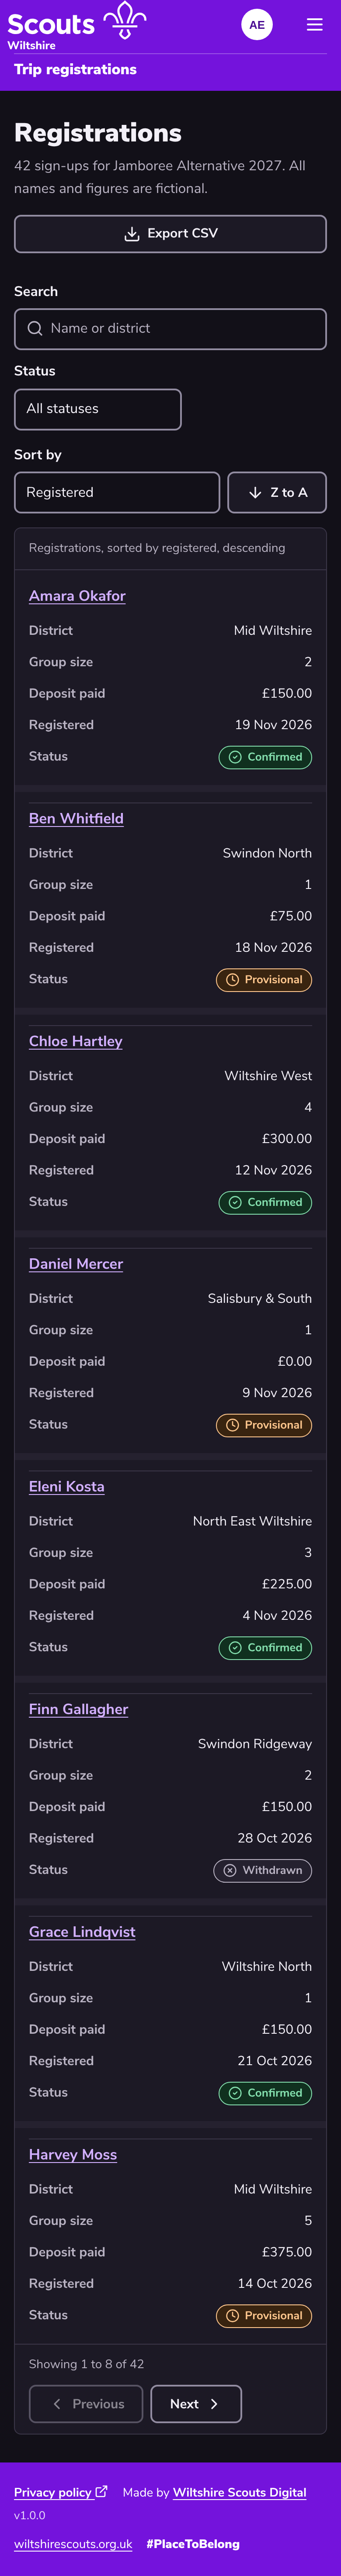 Scouts
Wiltshire
AE
Trip registrations
Registrations
42 sign-ups for Jamboree Alternative 2027. All
names and figures are fictional.
Export CSV
Search
Name or district
Status
All statuses
Sort by
Registered
Z to A
Registrations, sorted by registered, descending
Amara Okafor
District Mid Wiltshire
Group size 2
Deposit paid £150.00
Registered 19 Nov 2026
Status Confirmed
Ben Whitfield
District Swindon North
Group size 1
Deposit paid £75.00
Registered 18 Nov 2026
Status Provisional
Chloe Hartley
District Wiltshire West
Group size 4
Deposit paid £300.00
Registered 12 Nov 2026
Status Confirmed
Daniel Mercer
District Salisbury & South
Group size 1
Deposit paid £0.00
Registered 9 Nov 2026
Status Provisional
Eleni Kosta
District North East Wiltshire
Group size 3
Deposit paid £225.00
Registered 4 Nov 2026
Status Confirmed
Finn Gallagher
District Swindon Ridgeway
Group size 2
Deposit paid £150.00
Registered 28 Oct 2026
Status Withdrawn
Grace Lindqvist
District Wiltshire North
Group size 1
Deposit paid £150.00
Registered 21 Oct 2026
Status Confirmed
Harvey Moss
District Mid Wiltshire
Group size 5
Deposit paid £375.00
Registered 14 Oct 2026
Status Provisional
Showing 1 to 8 of 42
Previous Next
Privacy policy Made by Wiltshire Scouts Digital
v1.0.0
wiltshirescouts.org.uk #PlaceToBelong